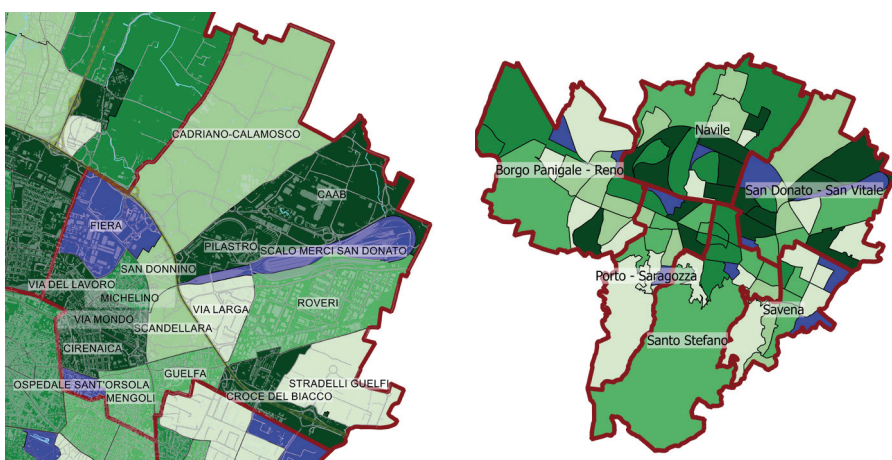 CADRIANO-CALAMOSCO
CAAB
FIERA
PILASTRO
SCALO MERCI SAN DONATO
SAN DONNINO
VIA DEL LAVORO
MICHELINO
VIA LARGA
ROVERI
VIA MONDO
SCANDELLARA
CIRENAICA
GUELFA
OSPEDALE SANT'ORSOLA
STRADELLI GUELFI
MENGOLI
CROCE DEL BIACCO
Navile
Borgo Panigale - Reno
San Donato - San Vitale
Porto - Saragozza
Savena
Santo Stefano